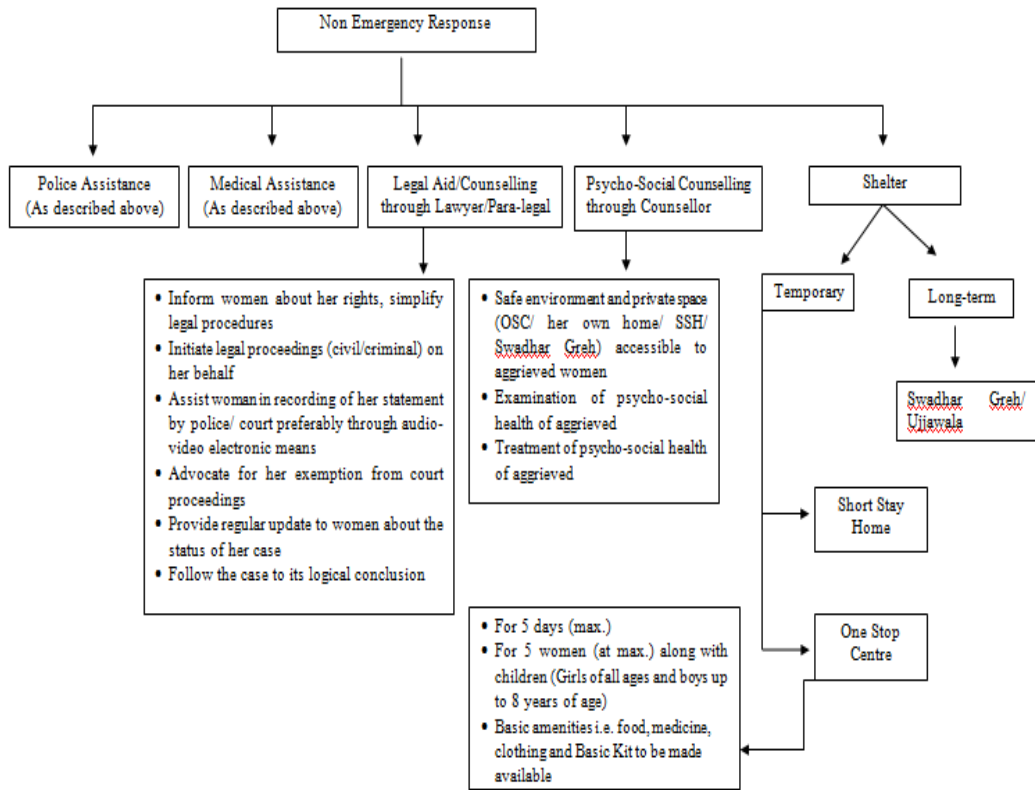 Non Emergency Response
Police Assistance
(As described above)
Medical Assistance
(As described above)
Legal Aid/Counselling
through Lawyer/Para-legal
Psycho-Social Counselling
through Counsellor
Shelter
• Inform women about her rights, simplify
legal procedures
• Initiate legal proceedings (civil/criminal) on
her behalf
• Assist woman in recording of her statement
by police/ court preferably through audio-
video electronic means
• Advocate for her exemption from court
proceedings
• Provide regular update to women about the
status of her case
• Follow the case to its logical conclusion
• Safe environment and private space
(OSC/ her own home/ SSH/
Swadhar Greh) accessible to
aggrieved women
• Examination of psycho-social
health of aggrieved
• Treatment of psycho-social health
of aggrieved
Temporary
Long-term
Swadhar Greh/
Ujjawala
Short Stay
Home
One Stop
Centre
• For 5 days (max.)
• For 5 women (at max.) along with
children (Girls of all ages and boys up
to 8 years of age)
• Basic amenities i.e. food, medicine,
clothing and Basic Kit to be made
available